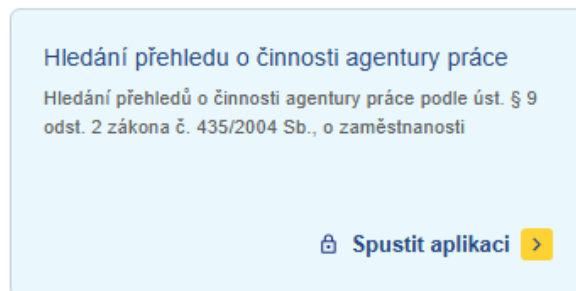 Hledání přehledu o činnosti agentury práce
Hledání přehledů o činnosti agentury práce podle úst. § 9
odst. 2 zákona č. 435/2004 Sb., o zaměstnanosti
Spustit aplikaci